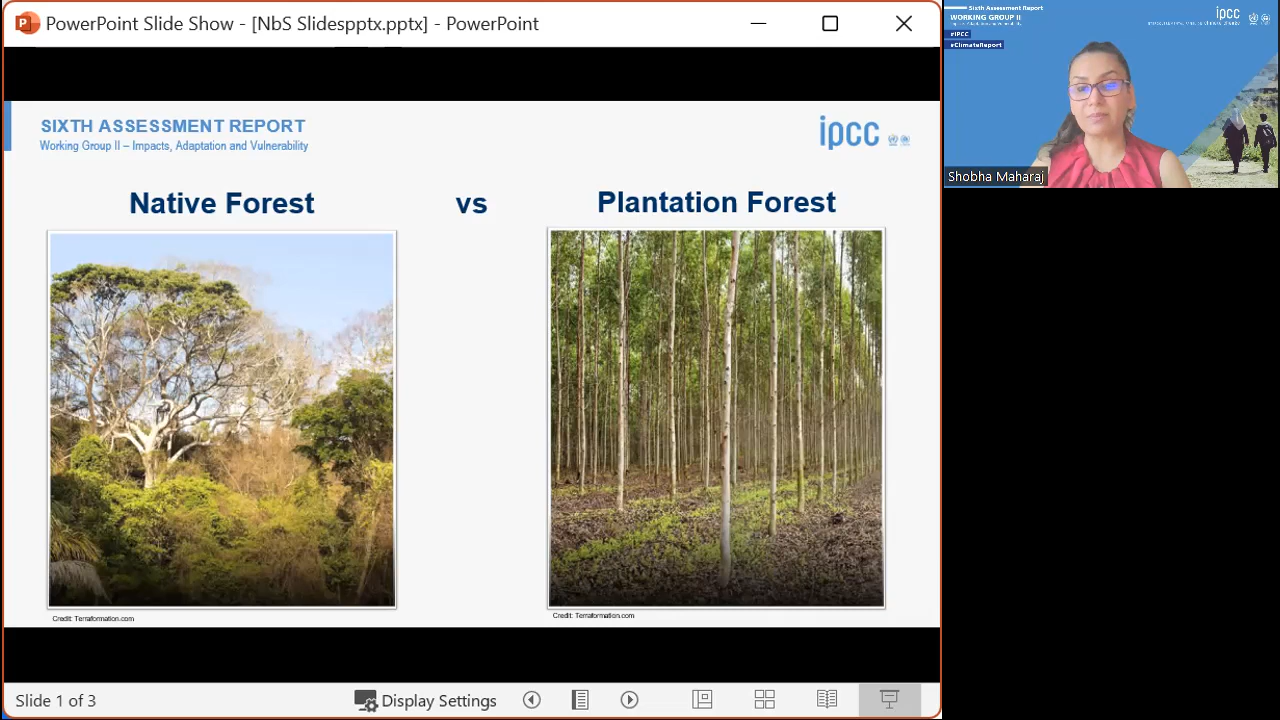 PowerPoint Slide Show - [NbS Slidespptx.pptx] - PowerPoint
SIXTH ASSESSMENT REPORT
Working Group II – Impacts, Adaptation and Vulnerability
ipcc
Native Forest vs Plantation Forest
Credit: Terraformation.com
Credit: Terraformation.com
Slide 1 of 3
Display Settings
Sixth Assessment Report
WORKING GROUP II
#IPCC
#ClimateReport
ipcc
Shobha Maharaj